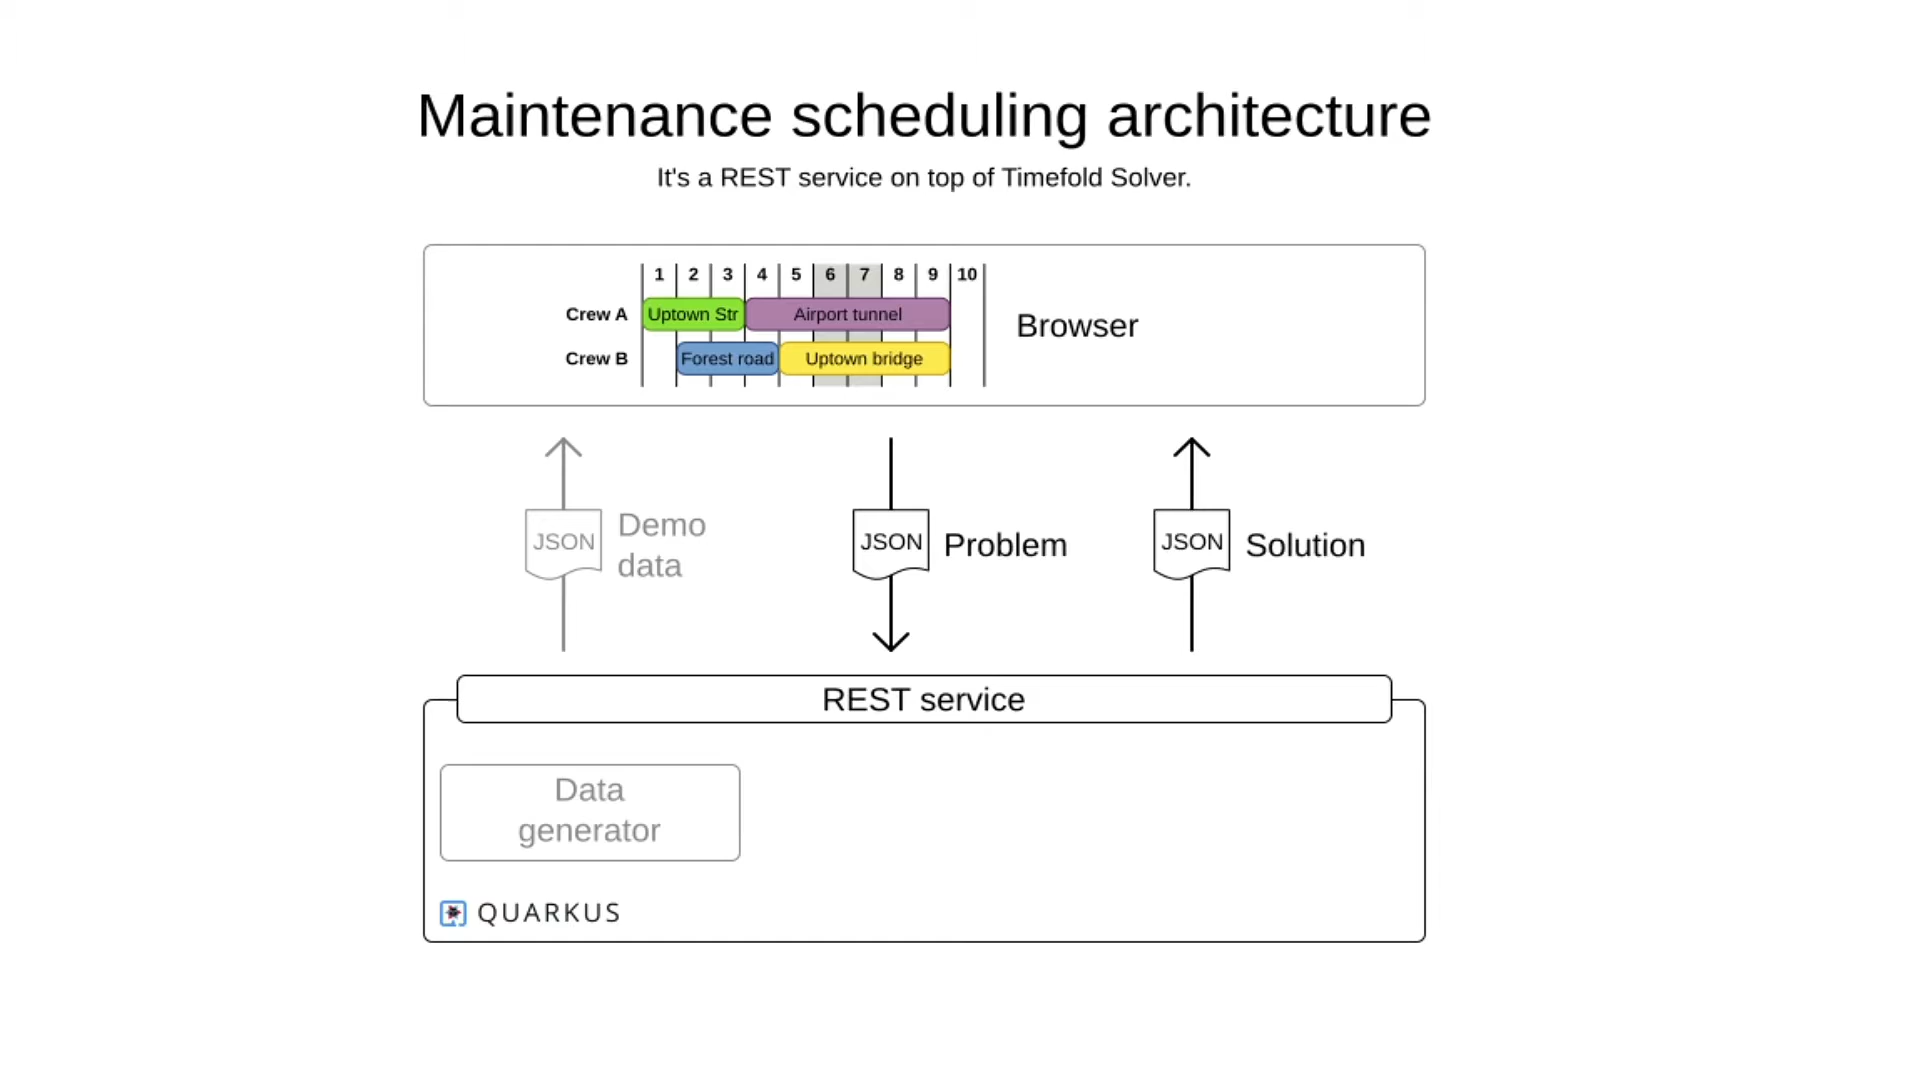 Maintenance scheduling architecture
It's a REST service on top of Timefold Solver.
1 2 3 4 5 6 7 8 9 10
Crew A Uptown Str Airport tunnel
Browser
Crew B Forest road Uptown bridge
JSON Demo data
JSON Problem
JSON Solution
REST service
Data
generator
QUARKUS